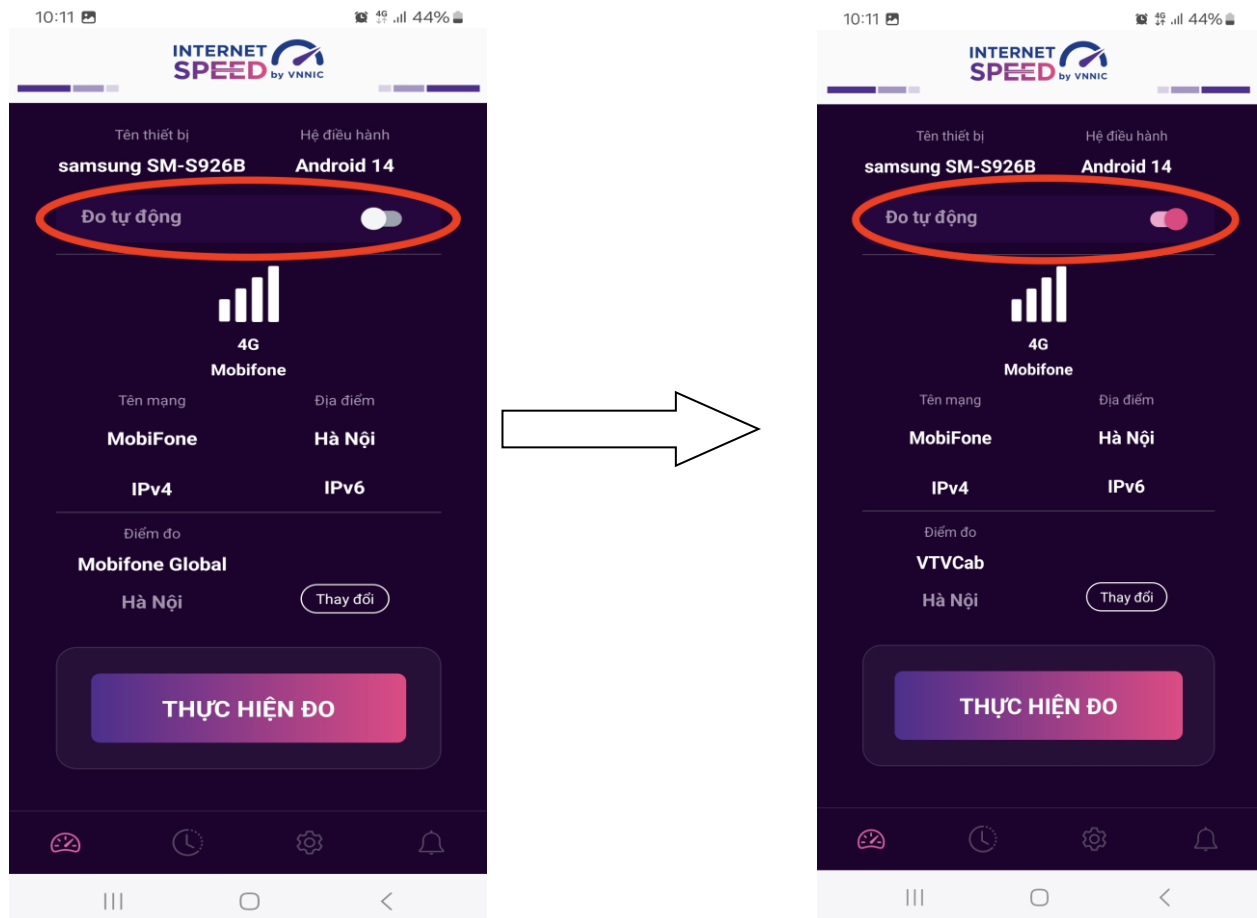 10:11 4G 44%
INTERNET
SPEED by VNNIC
Tên thiết bị Hệ điều hành
samsung SM-S926B Android 14
Đo tự động
4G
Mobifone
Tên mạng Địa điểm
MobiFone Hà Nội
IPv4 IPv6
Điểm đo
Mobifone Global
Hà Nội Thay đổi
THỰC HIỆN ĐO
10:11 4G 44%
INTERNET
SPEED by VNNIC
Tên thiết bị Hệ điều hành
samsung SM-S926B Android 14
Đo tự động
4G
Mobifone
Tên mạng Địa điểm
MobiFone Hà Nội
IPv4 IPv6
Điểm đo
VTVCab
Hà Nội Thay đổi
THỰC HIỆN ĐO